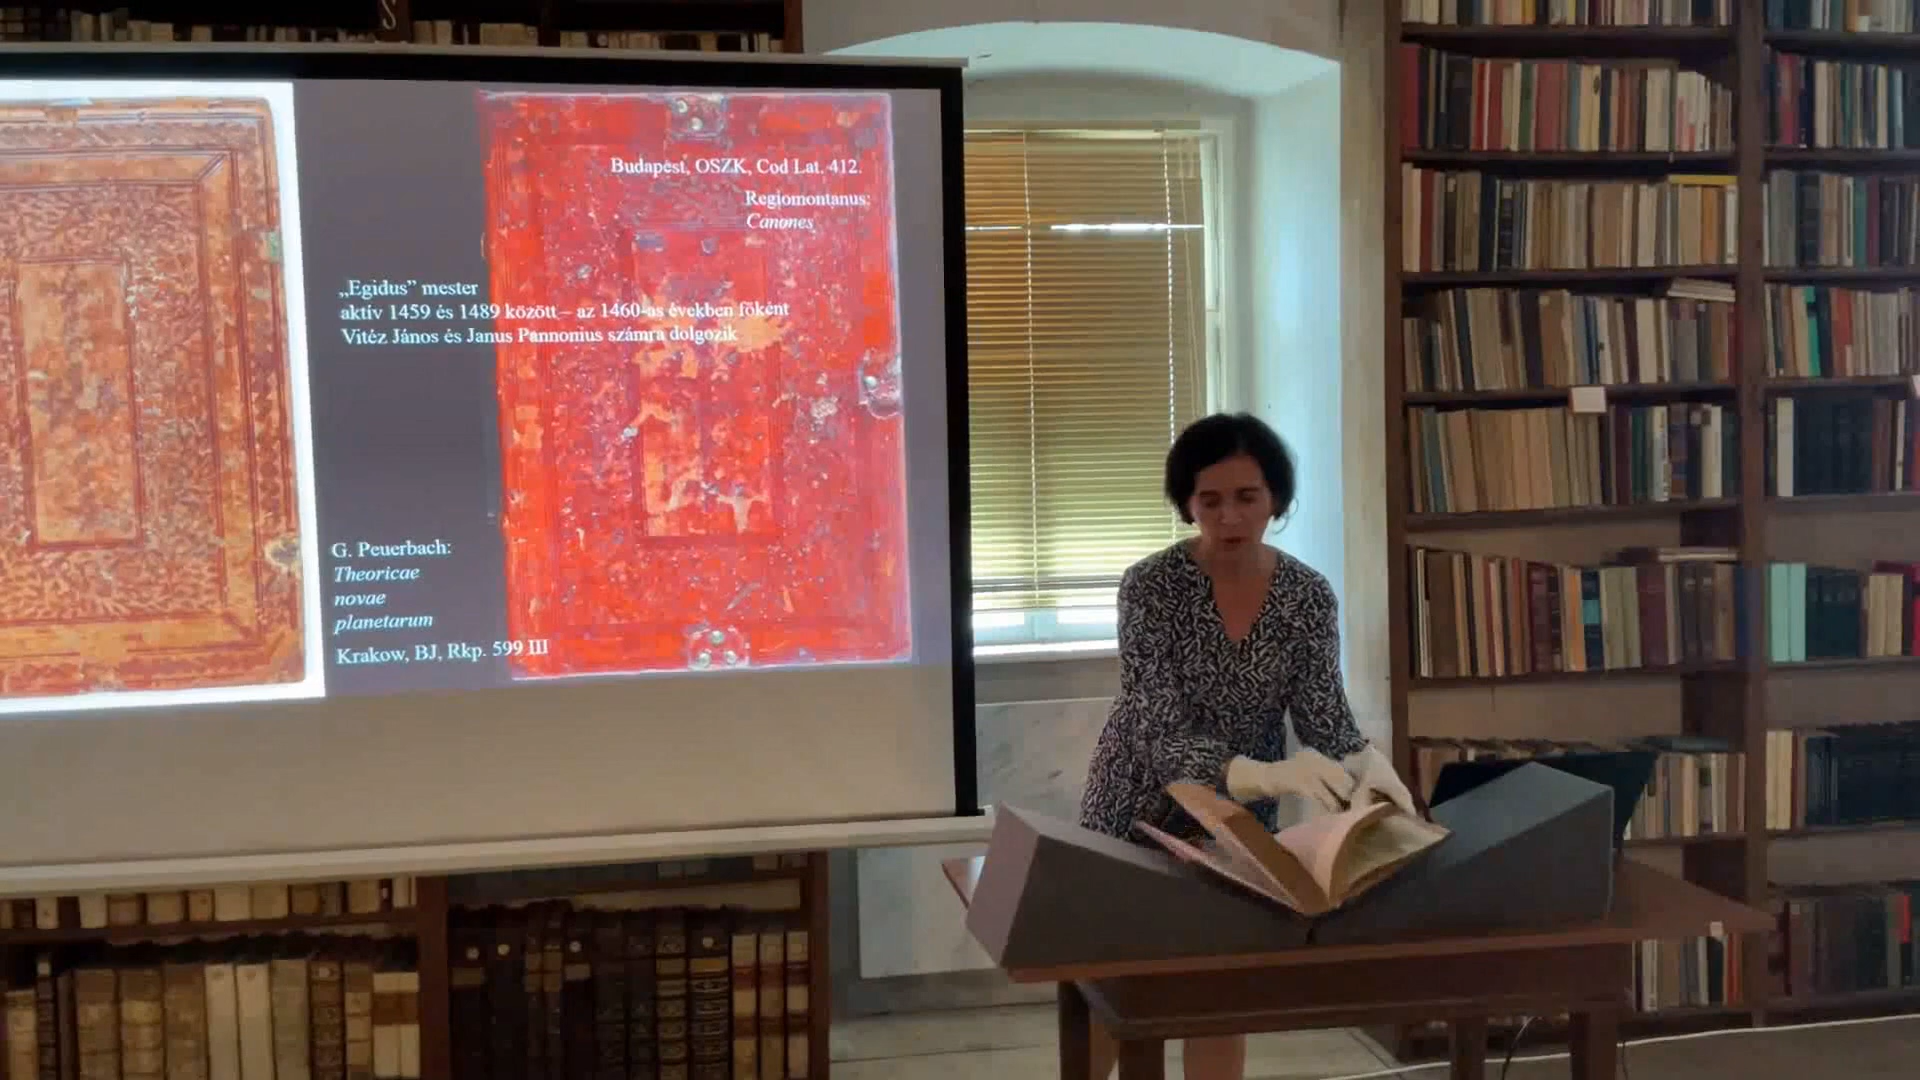 Budapest, OSZK, Cod Lat. 412.
Regiomontanus:
Canones
„Egidus” mester
aktív 1459 és 1489 között – az 1460-as években főként
Vitéz János és Janus Pannonius számra dolgozik
G. Peuerbach:
Theoricae
novae
planetarum
Krakow, BJ, Rkp. 599 III